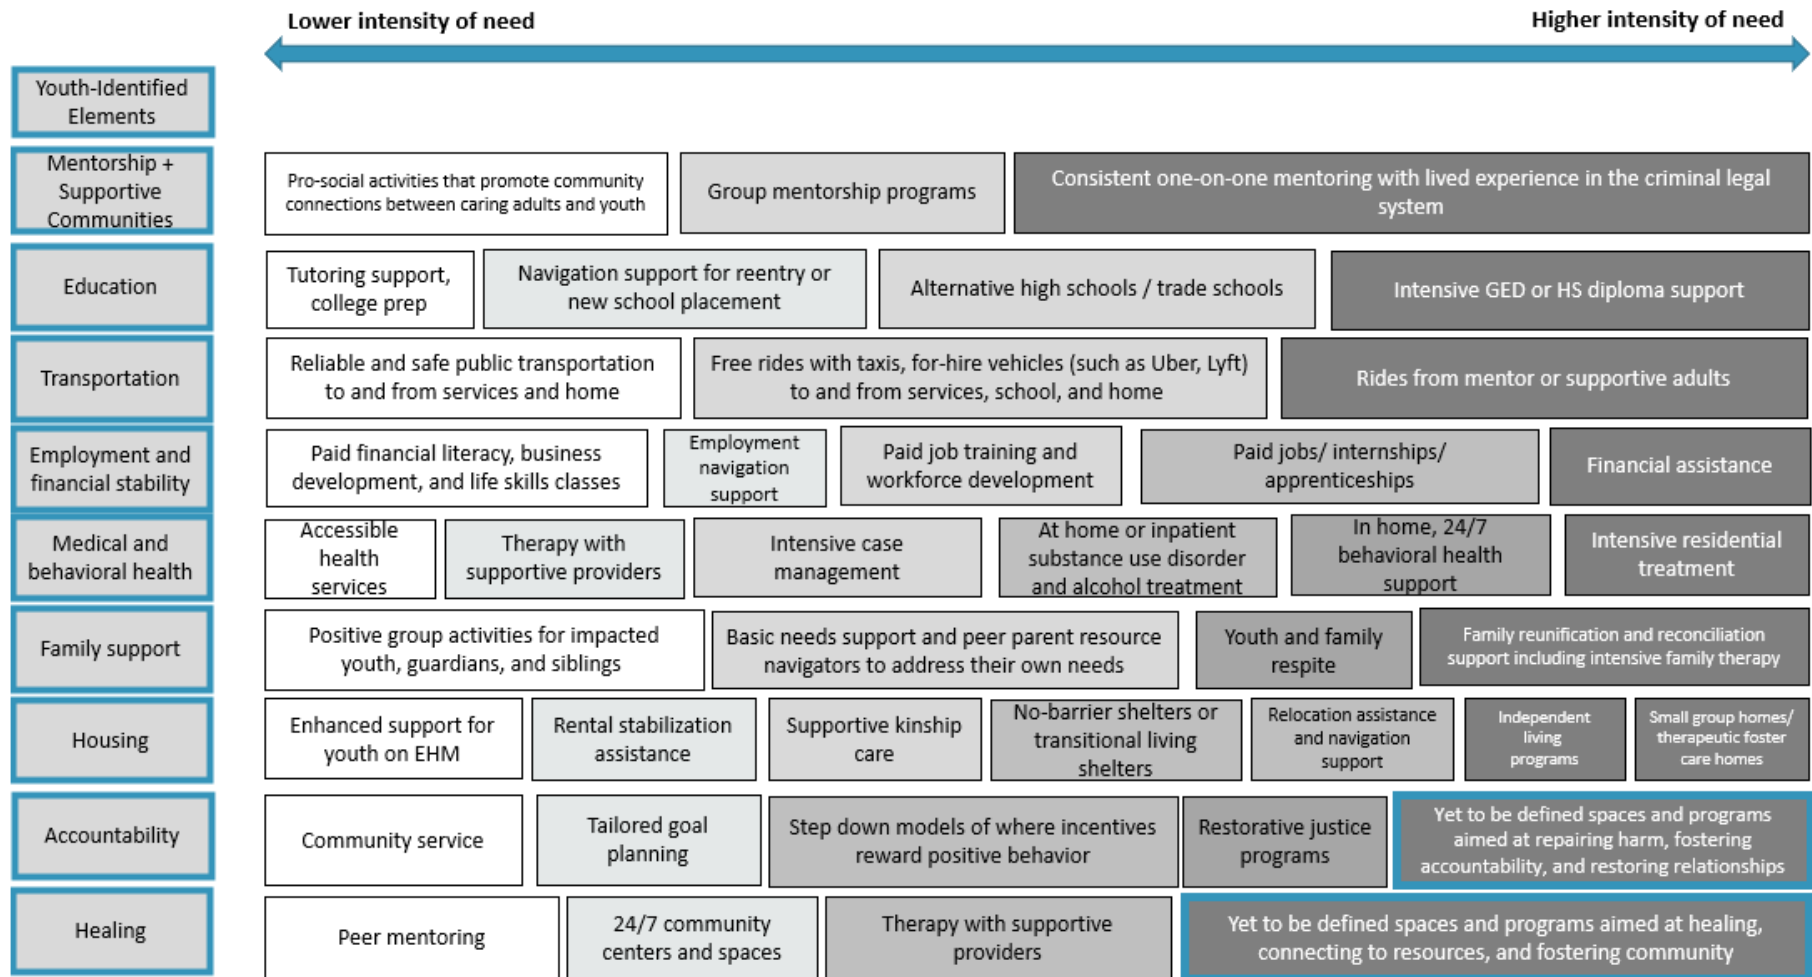 Lower intensity of need
Higher intensity of need
Youth-Identified
Elements
Mentorship +
Supportive
Communities
Pro-social activities that promote community
connections between caring adults and youth
Group mentorship programs
Consistent one-on-one mentoring with lived experience in the criminal legal
system
Education
Tutoring support,
college prep
Navigation support for reentry or
new school placement
Alternative high schools / trade schools
Intensive GED or HS diploma support
Transportation
Reliable and safe public transportation
to and from services and home
Free rides with taxis, for-hire vehicles (such as Uber, Lyft)
to and from services, school, and home
Rides from mentor or supportive adults
Employment and
financial stability
Paid financial literacy, business
development, and life skills classes
Employment
navigation
support
Paid job training and
workforce development
Paid jobs/ internships/
apprenticeships
Financial assistance
Medical and
behavioral health
Accessible
health
services
Therapy with
supportive providers
Intensive case
management
At home or inpatient
substance use disorder
and alcohol treatment
In home, 24/7
behavioral health
support
Intensive residential
treatment
Family support
Positive group activities for impacted
youth, guardians, and siblings
Basic needs support and peer parent resource
navigators to address their own needs
Youth and family
respite
Family reunification and reconciliation
support including intensive family therapy
Housing
Enhanced support for
youth on EHM
Rental stabilization
assistance
Supportive kinship
care
No-barrier shelters or
transitional living
shelters
Relocation assistance
and navigation
support
Independent
living
programs
Small group homes/
therapeutic foster
care homes
Accountability
Community service
Tailored goal
planning
Step down models of where incentives
reward positive behavior
Restorative justice
programs
Yet to be defined spaces and programs
aimed at repairing harm, fostering
accountability, and restoring relationships
Healing
Peer mentoring
24/7 community
centers and spaces
Therapy with supportive
providers
Yet to be defined spaces and programs aimed at healing,
connecting to resources, and fostering community